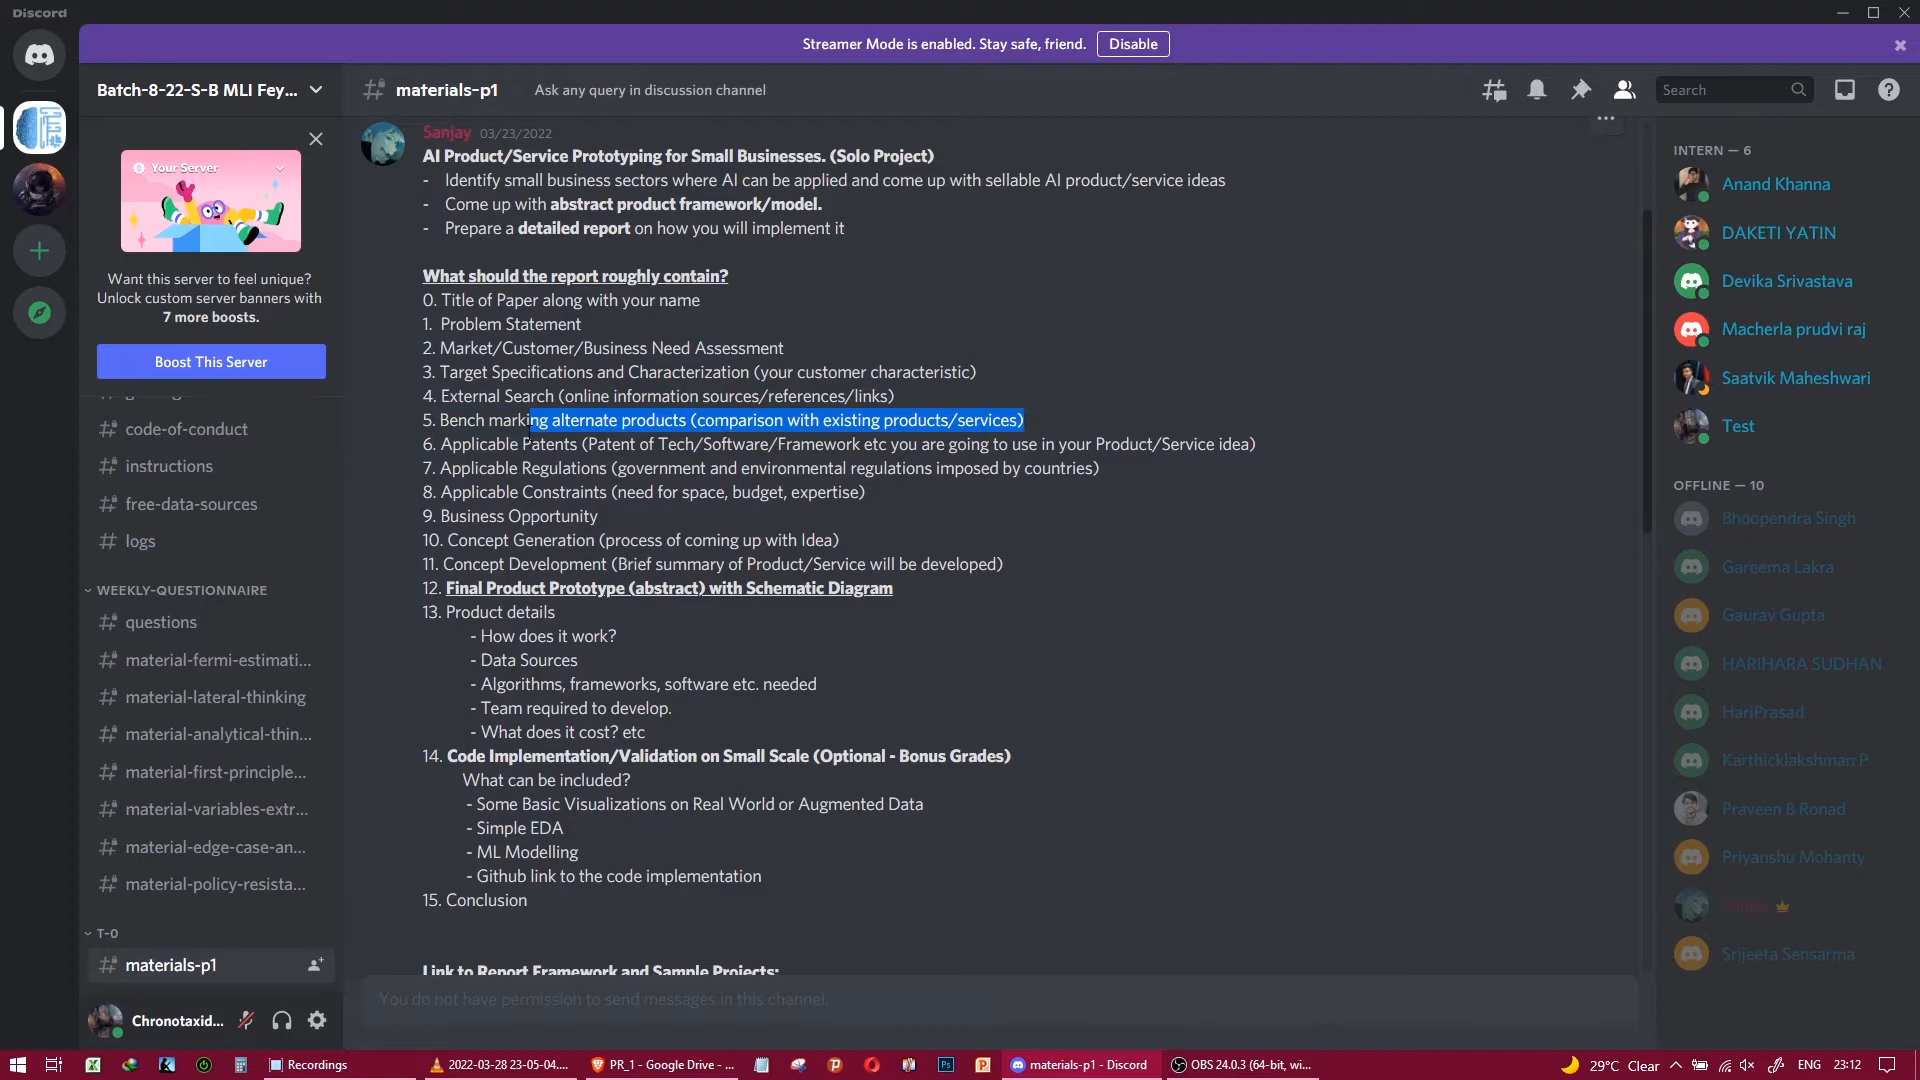 Discord
Streamer Mode is enabled. Stay safe, friend.
Disable
Batch-8-22-S-B MLI Fey...
materials-p1
Ask any query in discussion channel
Search
Your Server
Want this server to feel unique?
Unlock custom server banners with
7 more boosts.
Boost This Server
code-of-conduct
instructions
free-data-sources
logs
WEEKLY-QUESTIONNAIRE
questions
material-fermi-estimati...
material-lateral-thinking
material-analytical-thin...
material-first-principle...
material-variables-extr...
material-edge-case-an...
material-policy-resista...
T-0
materials-p1
Chronotaxid...
Sanjay 03/23/2022
AI Product/Service Prototyping for Small Businesses. (Solo Project)
- Identify small business sectors where AI can be applied and come up with sellable AI product/service ideas
- Come up with abstract product framework/model.
- Prepare a detailed report on how you will implement it
What should the report roughly contain?
0. Title of Paper along with your name
1. Problem Statement
2. Market/Customer/Business Need Assessment
3. Target Specifications and Characterization (your customer characteristic)
4. External Search (online information sources/references/links)
5. Bench marking alternate products (comparison with existing products/services)
6. Applicable Patents (Patent of Tech/Software/Framework etc you are going to use in your Product/Service idea)
7. Applicable Regulations (government and environmental regulations imposed by countries)
8. Applicable Constraints (need for space, budget, expertise)
9. Business Opportunity
10. Concept Generation (process of coming up with Idea)
11. Concept Development (Brief summary of Product/Service will be developed)
12. Final Product Prototype (abstract) with Schematic Diagram
13. Product details
- How does it work?
- Data Sources
- Algorithms, frameworks, software etc. needed
- Team required to develop.
- What does it cost? etc
14. Code Implementation/Validation on Small Scale (Optional - Bonus Grades)
What can be included?
- Some Basic Visualizations on Real World or Augmented Data
- Simple EDA
- ML Modelling
- Github link to the code implementation
15. Conclusion
Link to Report Framework and Sample Projects:
You do not have permission to send messages in this channel.
INTERN — 6
Anand Khanna
DAKETI YATIN
Devika Srivastava
Macherla prudvi raj
Saatvik Maheshwari
Test
OFFLINE — 10
Bhoopendra Singh
Gareema Lakra
Gaurav Gupta
HARIHARA SUDHAN
HariPrasad
Karthicklakshman P
Praveen B Ronad
Priyanshu Mohanty
Srijeeta Sensarma
Recordings
2022-03-28 23-05-04....
PR_1 - Google Drive - ...
materials-p1 - Discord
OBS 24.0.3 (64-bit, wi...
29°C Clear
ENG
23:12